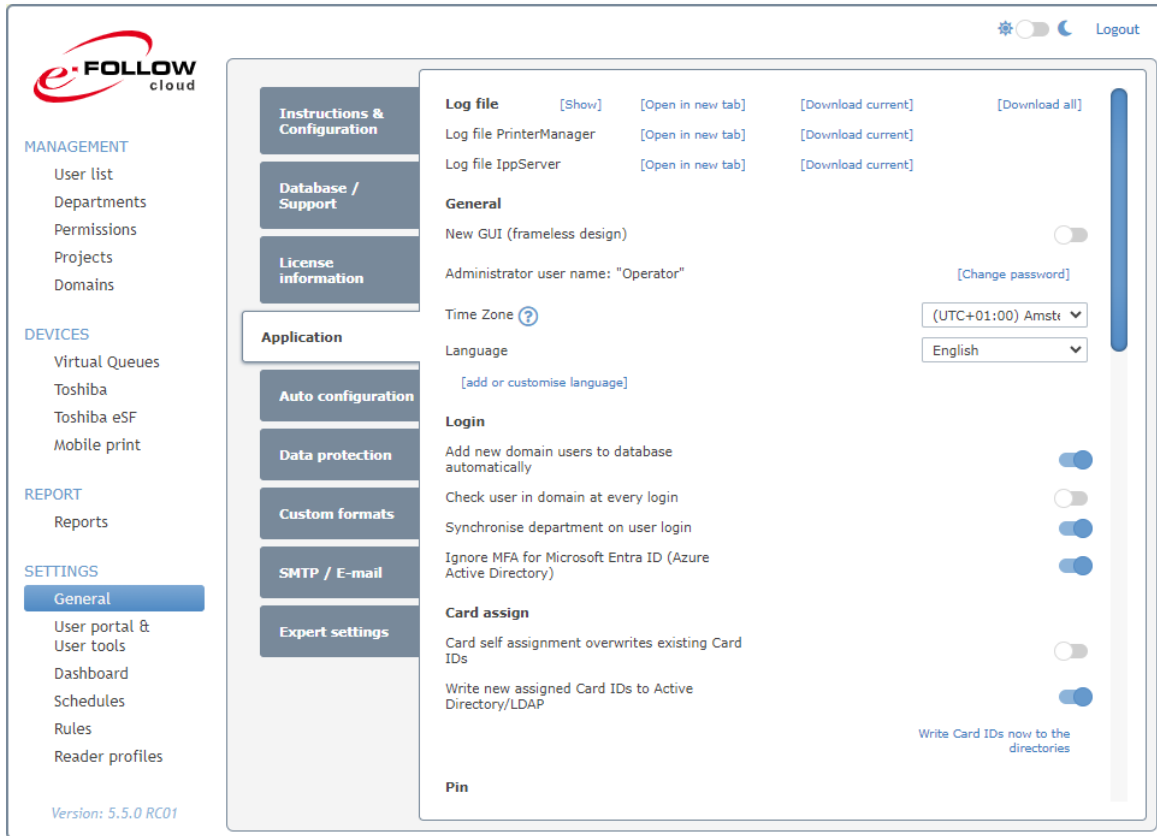 Logout
e-FOLLOW
cloud
MANAGEMENT
User list
Departments
Permissions
Projects
Domains
DEVICES
Virtual Queues
Toshiba
Toshiba eSF
Mobile print
REPORT
Reports
SETTINGS
General
User portal &
User tools
Dashboard
Schedules
Rules
Reader profiles
Version: 5.5.0 RC01
Instructions &
Configuration
Database /
Support
License
information
Application
Auto configuration
Data protection
Custom formats
SMTP / E-mail
Expert settings
Log file [Show] [Open in new tab] [Download current] [Download all]
Log file PrinterManager [Open in new tab] [Download current]
Log file IppServer [Open in new tab] [Download current]
General
New GUI (frameless design)
Administrator user name: "Operator" [Change password]
Time Zone ? (UTC+01:00) Amste
Language English
[add or customise language]
Login
Add new domain users to database
automatically
Check user in domain at every login
Synchronise department on user login
Ignore MFA for Microsoft Entra ID (Azure
Active Directory)
Card assign
Card self assignment overwrites existing Card
IDs
Write new assigned Card IDs to Active
Directory/LDAP
Write Card IDs now to the
directories
Pin